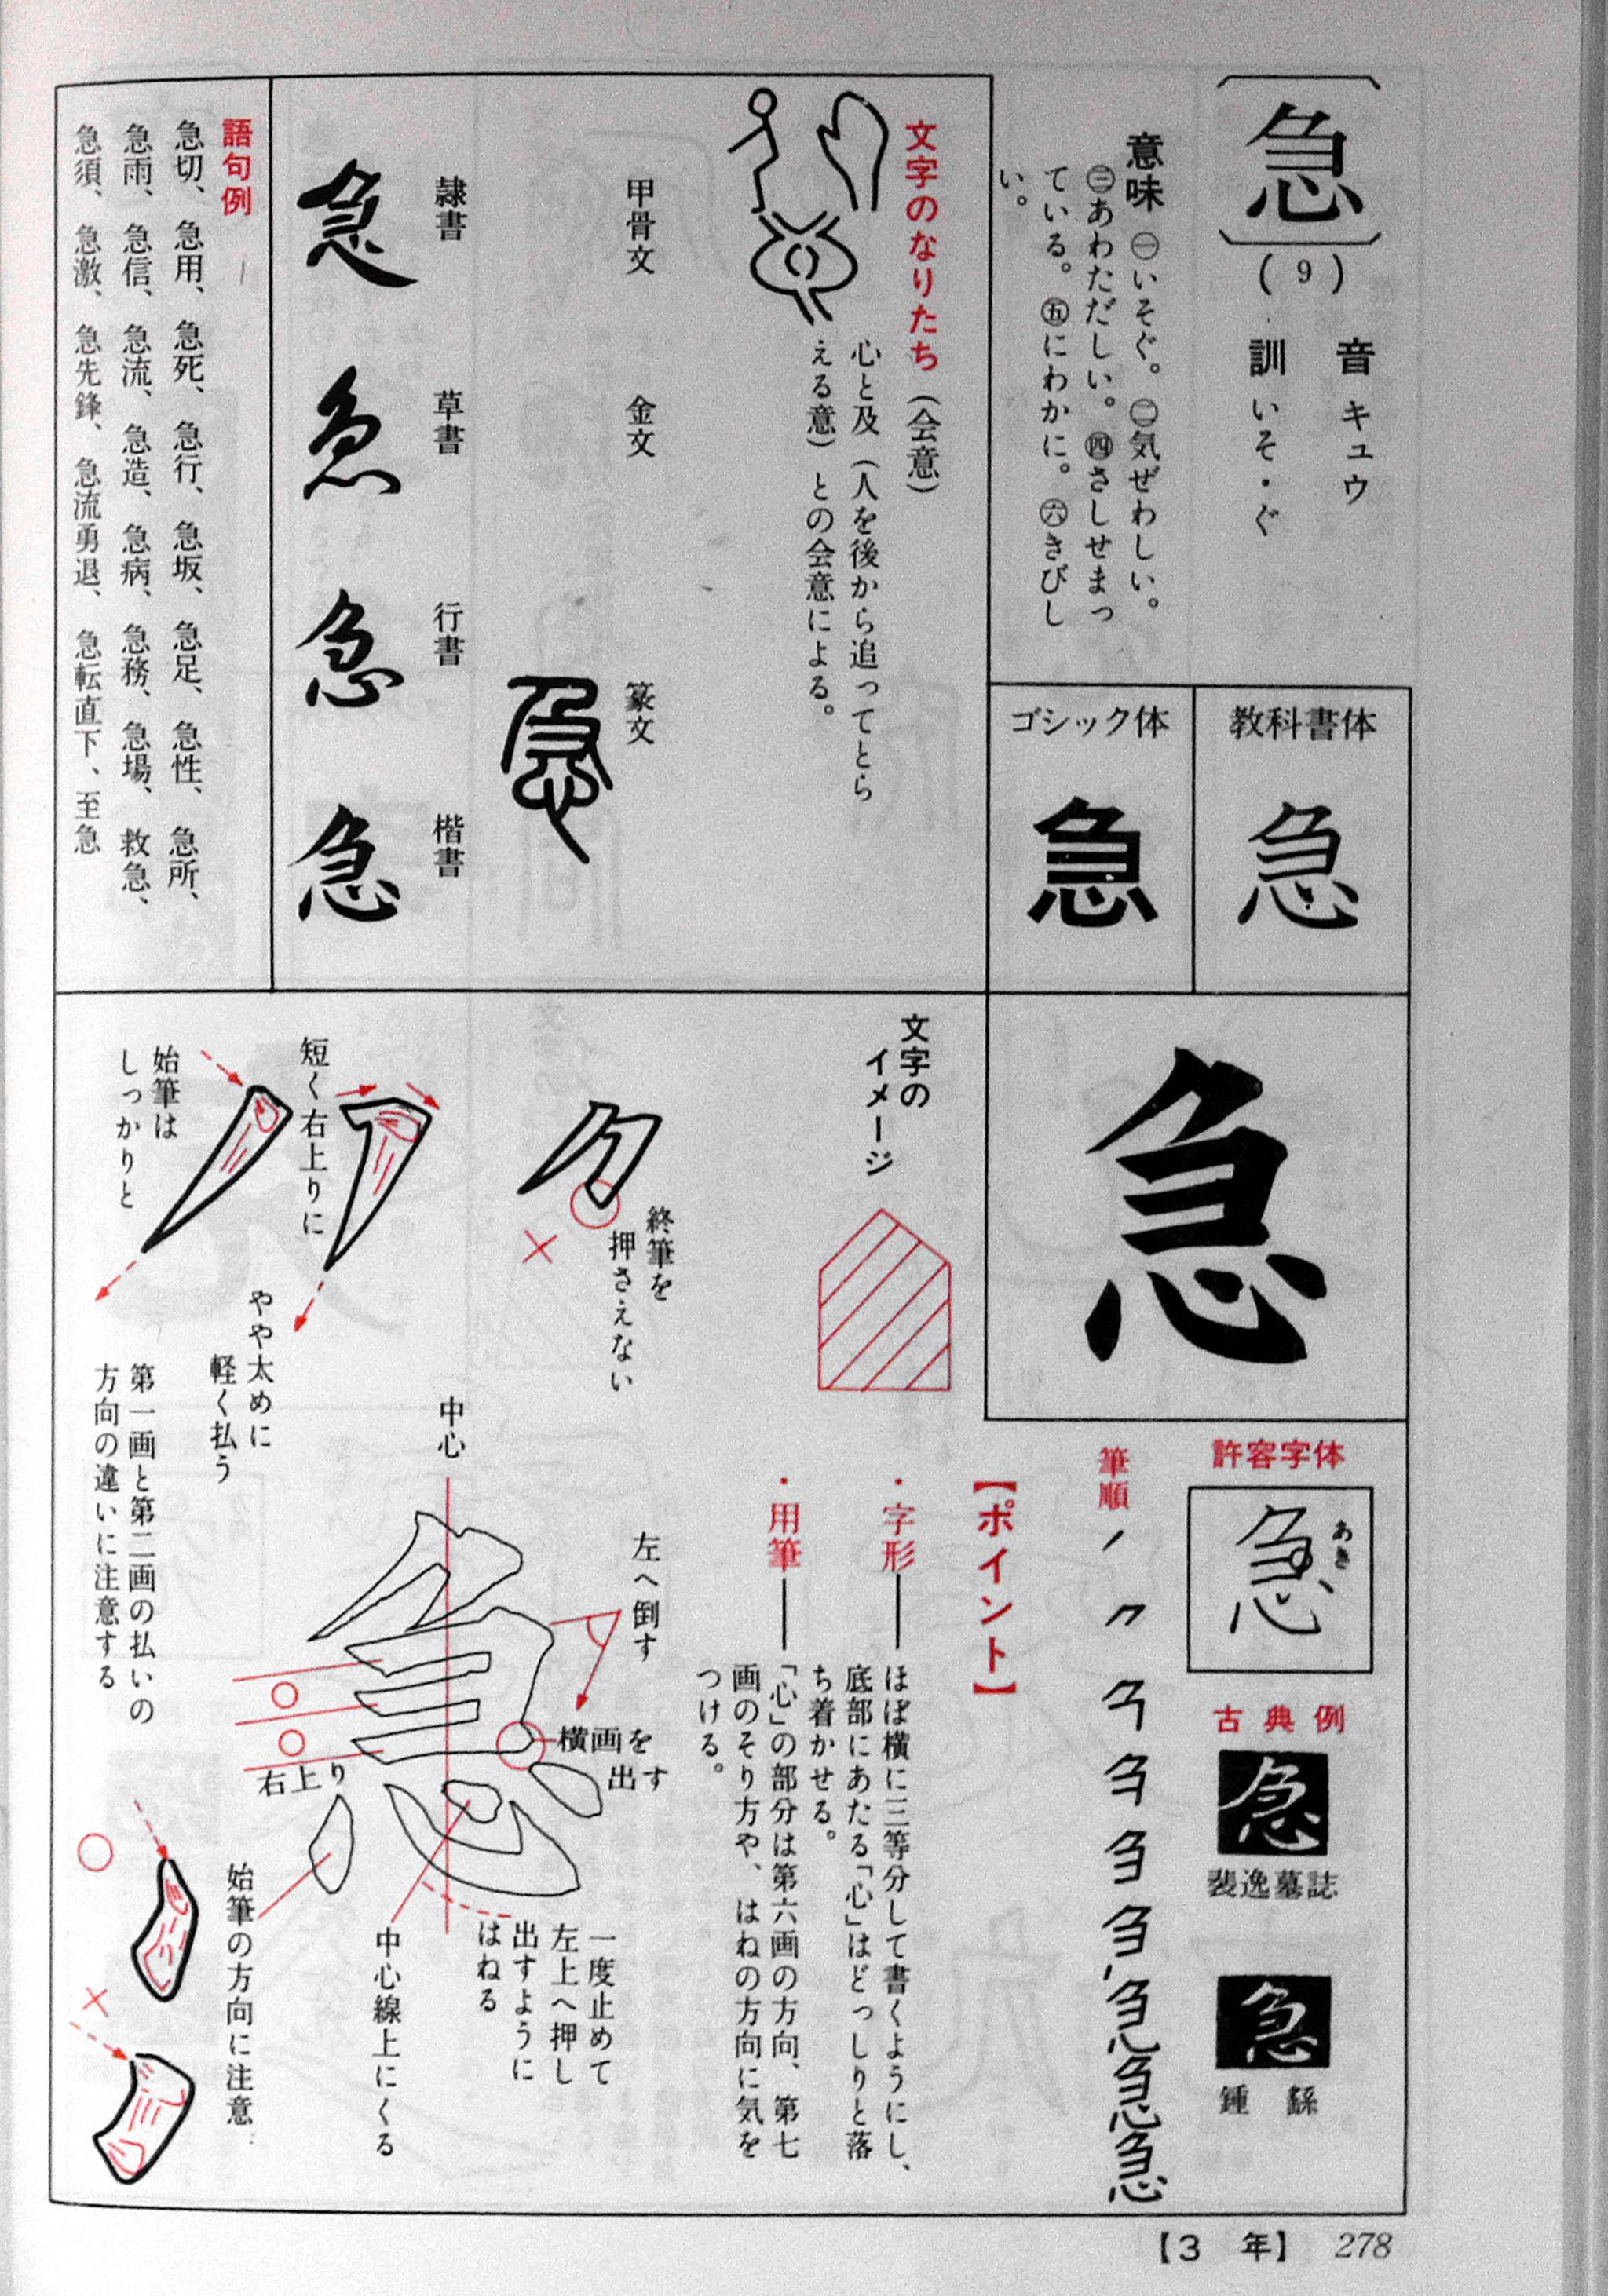 急
(9)
音 キュウ
訓 いそ・ぐ
意味 ㊀いそぐ。㊁気ぜわしい。
㊂あわただしい。㊃さしせまっ
ている。㊄にわかに。㊅きびし
い。
教科書体
急
ゴシック体
急
文字のなりたち（会意）
心と及（人を後から追ってとら
える意）との会意による。
甲骨文
金文
篆文
急
隷書
急
草書
急
行書
急
楷書
急
語句例
急切、急用、急死、急行、急坂、急足、急性、急所、
急雨、急信、急流、急造、急病、急務、急場、救急、
急須、急激、急先鋒、急流勇退、急転直下、至急
急
許容字体
急
あき
古典例
急
裴逸墓誌
急
鍾繇
筆順
急
【ポイント】
・字形──ほぼ横に三等分して書くようにし、
底部にあたる「心」はどっしりと落
ち着かせる。
・用筆──「心」の部分は第六画の方向、第七
画のそり方や、はねの方向に気を
つける。
文字の
イメージ
終筆を
押さえない
短く右上りに
始筆は
しっかりと
やや太めに
軽く払う
第一画と第二画の払いの
方向の違いに注意する
中心
左へ倒す
横画を
出す
右上り
一度止めて
左上へ押し
出すように
はねる
中心線上にくる
始筆の方向に注意
【3 年】 278